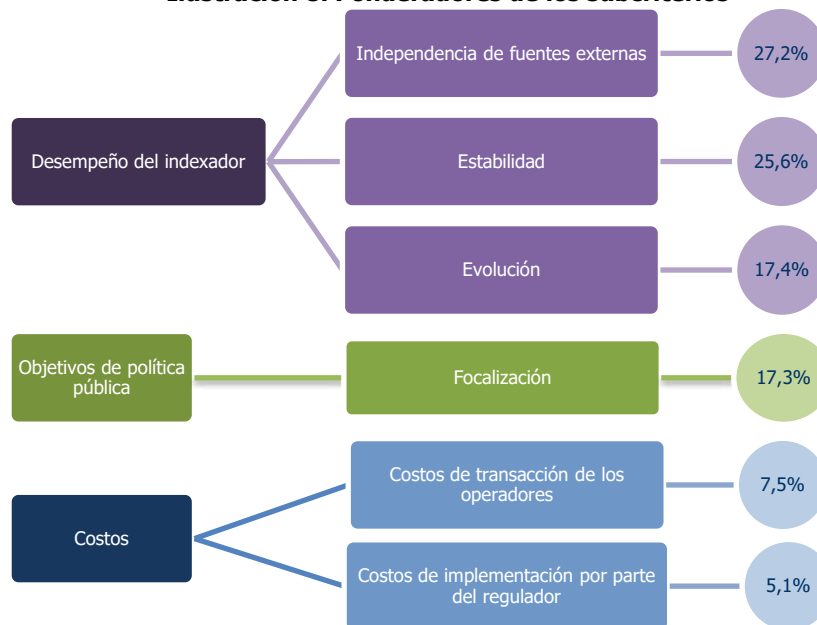 Independencia de fuentes externas
27,2%
Desempeño del indexador
Estabilidad
25,6%
Evolución
17,4%
Objetivos de política
pública
Focalización
17,3%
Costos de transacción de los
operadores
7,5%
Costos
Costos de implementación por parte
del regulador
5,1%